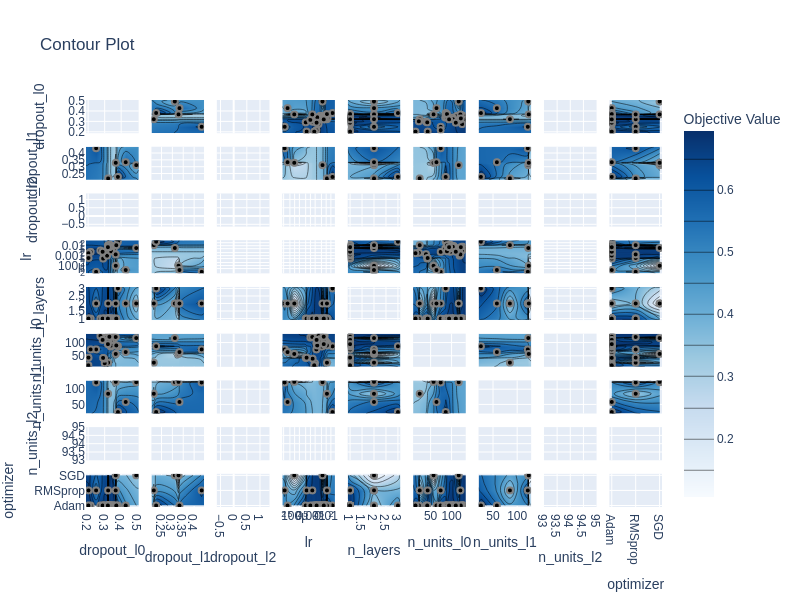 Contour Plot
Objective Value
0.6
0.5
0.4
0.3
0.2
dropout_l0
0.5
0.4
0.3
0.2
dropout_l1
0.4
0.35
0.3
0.25
dropout_l2
1
0.5
0
−0.5
lr
0.01
0.001
100μ
n_layers
3
2.5
2
1.5
1
n_units_l0
100
50
n_units_l1
100
50
n_units_l2
95
94.5
94
93.5
93
optimizer
SGD
RMSprop
Adam
0.2
0.3
0.4
0.5
dropout_l0
0.25
0.3
0.35
0.4
dropout_l1
−0.5
0
0.5
1
dropout_l2
lr
1
1.5
2
2.5
3
n_layers
50 100
n_units_l0
50 100
n_units_l1
93
93.5
94
94.5
95
n_units_l2
Adam
RMSprop
SGD
optimizer